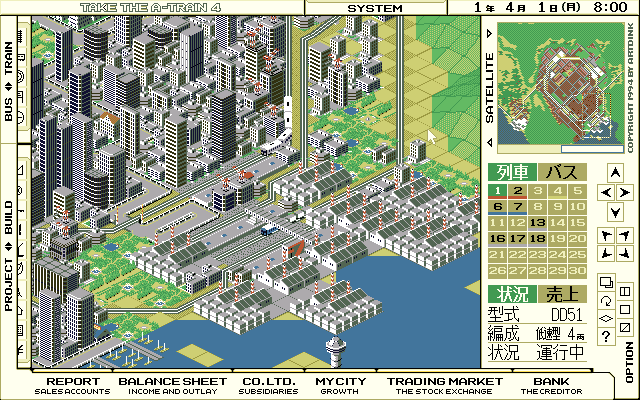 TAKE THE A-TRAIN 4
SYSTEM
1年 4月 1日(月) 8:00
BUS ◆ TRAIN
PROJECT ◆ BUILD
SATELLITE
COPYRIGHT 1994 BY ARTDINK
列車 バス
1 2 3 4 5
6 7 8 9 10
11 12 13 14 15
16 17 18 19 20
21 22 23 24 25
26 27 28 29 30
状況 売上
型式 DD51
編成 4両
状況 運行中
?
OPTION
REPORT
SALES ACCOUNTS
BALANCE SHEET
INCOME AND OUTLAY
CO.LTD.
SUBSIDIARIES
MY CITY
GROWTH
TRADING MARKET
THE STOCK EXCHANGE
BANK
THE CREDITOR